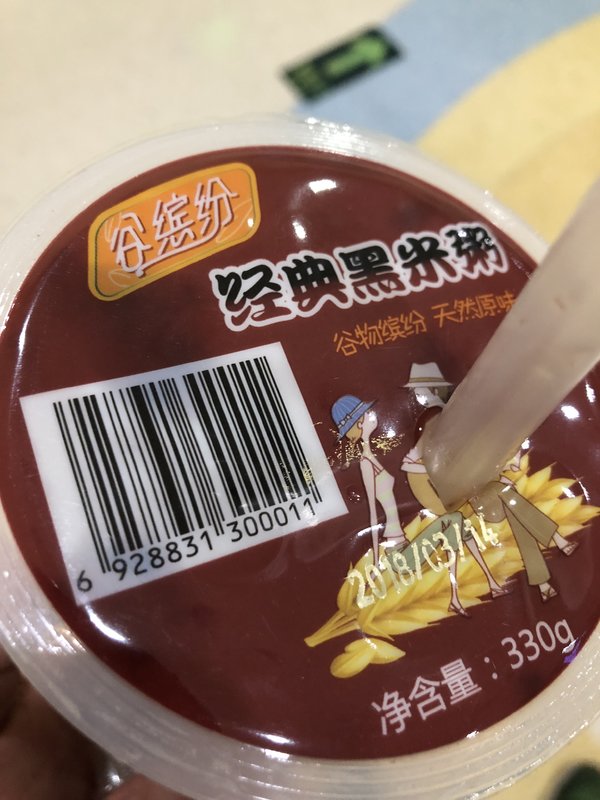 谷缤纷
经典黑米粥
谷物缤纷 天然原味
6 928831 300011
2018/03/14
净含量：330g